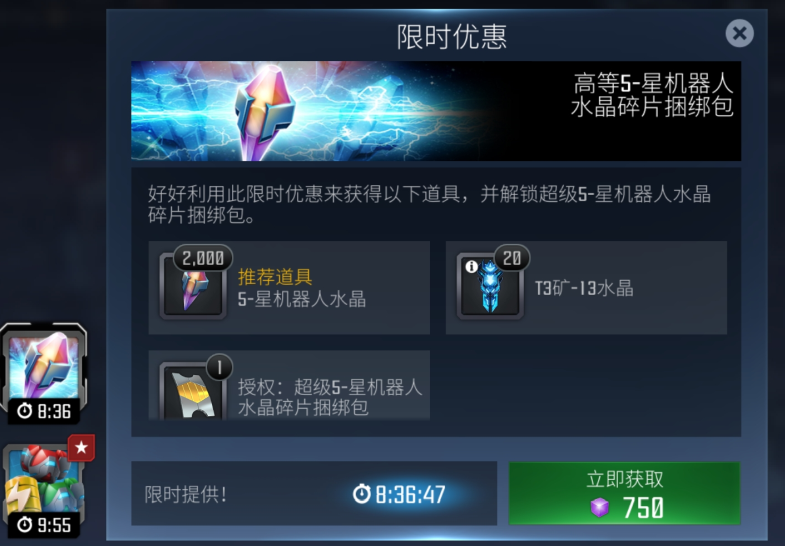 限时优惠
高等5-星机器人
水晶碎片捆绑包
好好利用此限时优惠来获得以下道具，并解锁超级5-星机器人水晶
碎片捆绑包。
2,000
推荐道具
5-星机器人水晶
20
T3矿-13水晶
1
授权：超级5-星机器人
水晶碎片捆绑包
8:36
9:55
限时提供！
8:36:47
立即获取
750